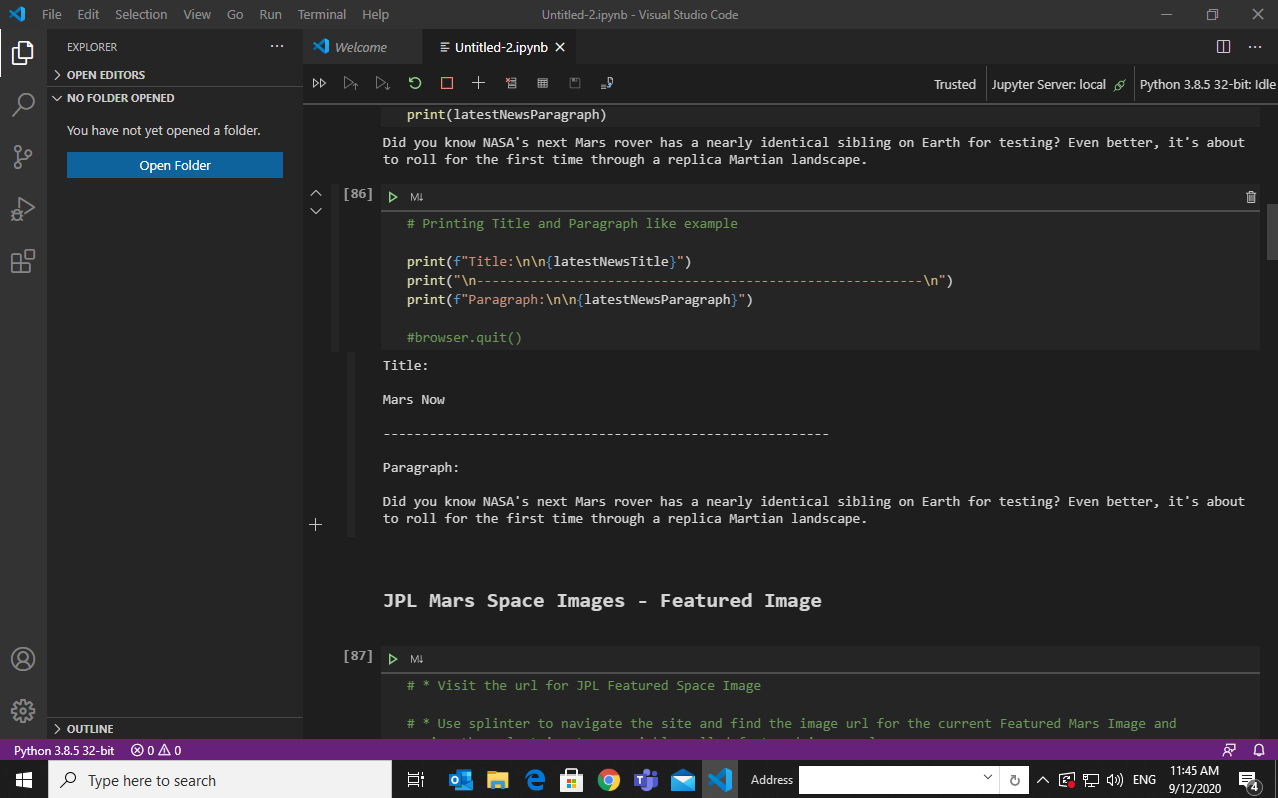 File Edit Selection View Go Run Terminal Help Untitled-2.ipynb - Visual Studio Code
EXPLORER
OPEN EDITORS
NO FOLDER OPENED
You have not yet opened a folder.
Open Folder
OUTLINE
Welcome Untitled-2.ipynb
Trusted Jupyter Server: local Python 3.8.5 32-bit: Idle
print(latestNewsParagraph)
Did you know NASA's next Mars rover has a nearly identical sibling on Earth for testing? Even better, it's about
to roll for the first time through a replica Martian landscape.
[86] M↓
# Printing Title and Paragraph like example
print(f"Title:\n\n{latestNewsTitle}")
print("\n----------------------------------------------------------\n")
print(f"Paragraph:\n\n{latestNewsParagraph}")
#browser.quit()
Title:
Mars Now
----------------------------------------------------------
Paragraph:
Did you know NASA's next Mars rover has a nearly identical sibling on Earth for testing? Even better, it's about
to roll for the first time through a replica Martian landscape.
JPL Mars Space Images - Featured Image
[87] M↓
# * Visit the url for JPL Featured Space Image
# * Use splinter to navigate the site and find the image url for the current Featured Mars Image and
Python 3.8.5 32-bit 0 0
Type here to search
Address
ENG
11:45 AM
9/12/2020
4